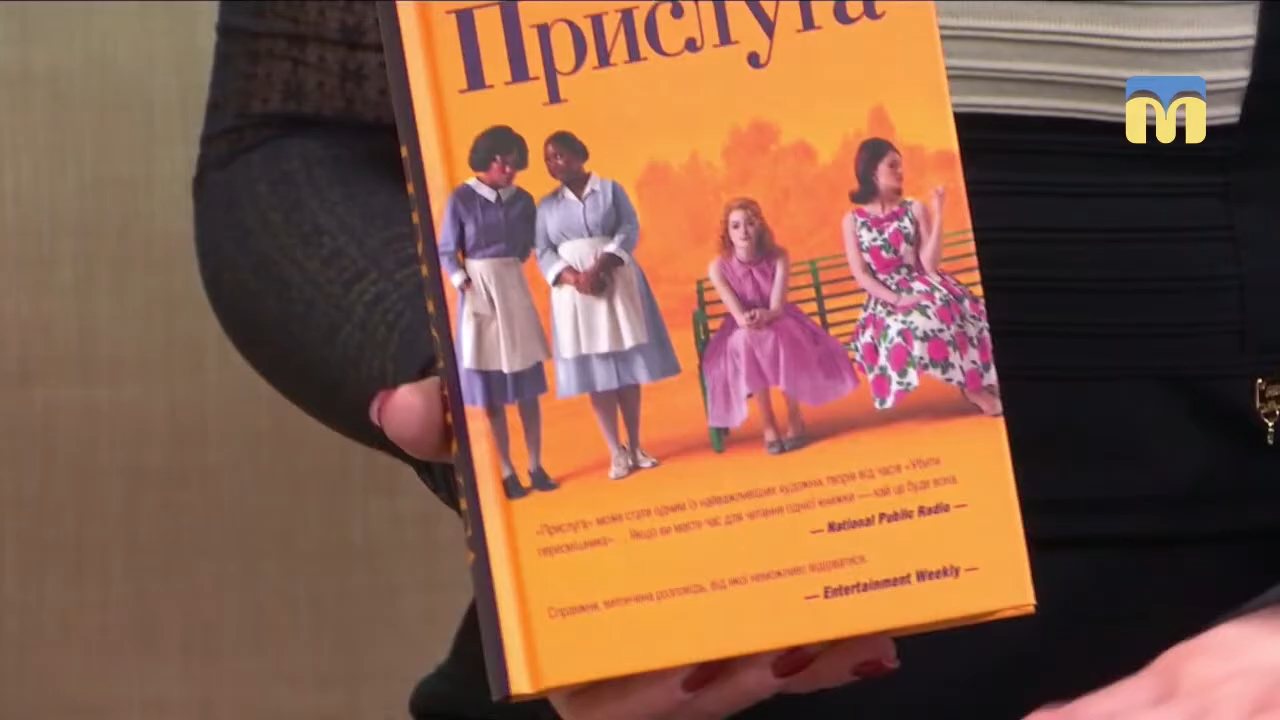 Прислуга
«Прислуга» може стати одним із найважливіших художніх творів від часів «Убити
пересмішника»... Якщо ви маєте час для читання однієї книжки — хай це буде вона.
— National Public Radio —
Справжня, витончена розповідь, від якої неможливо відірватися.
— Entertainment Weekly —
m